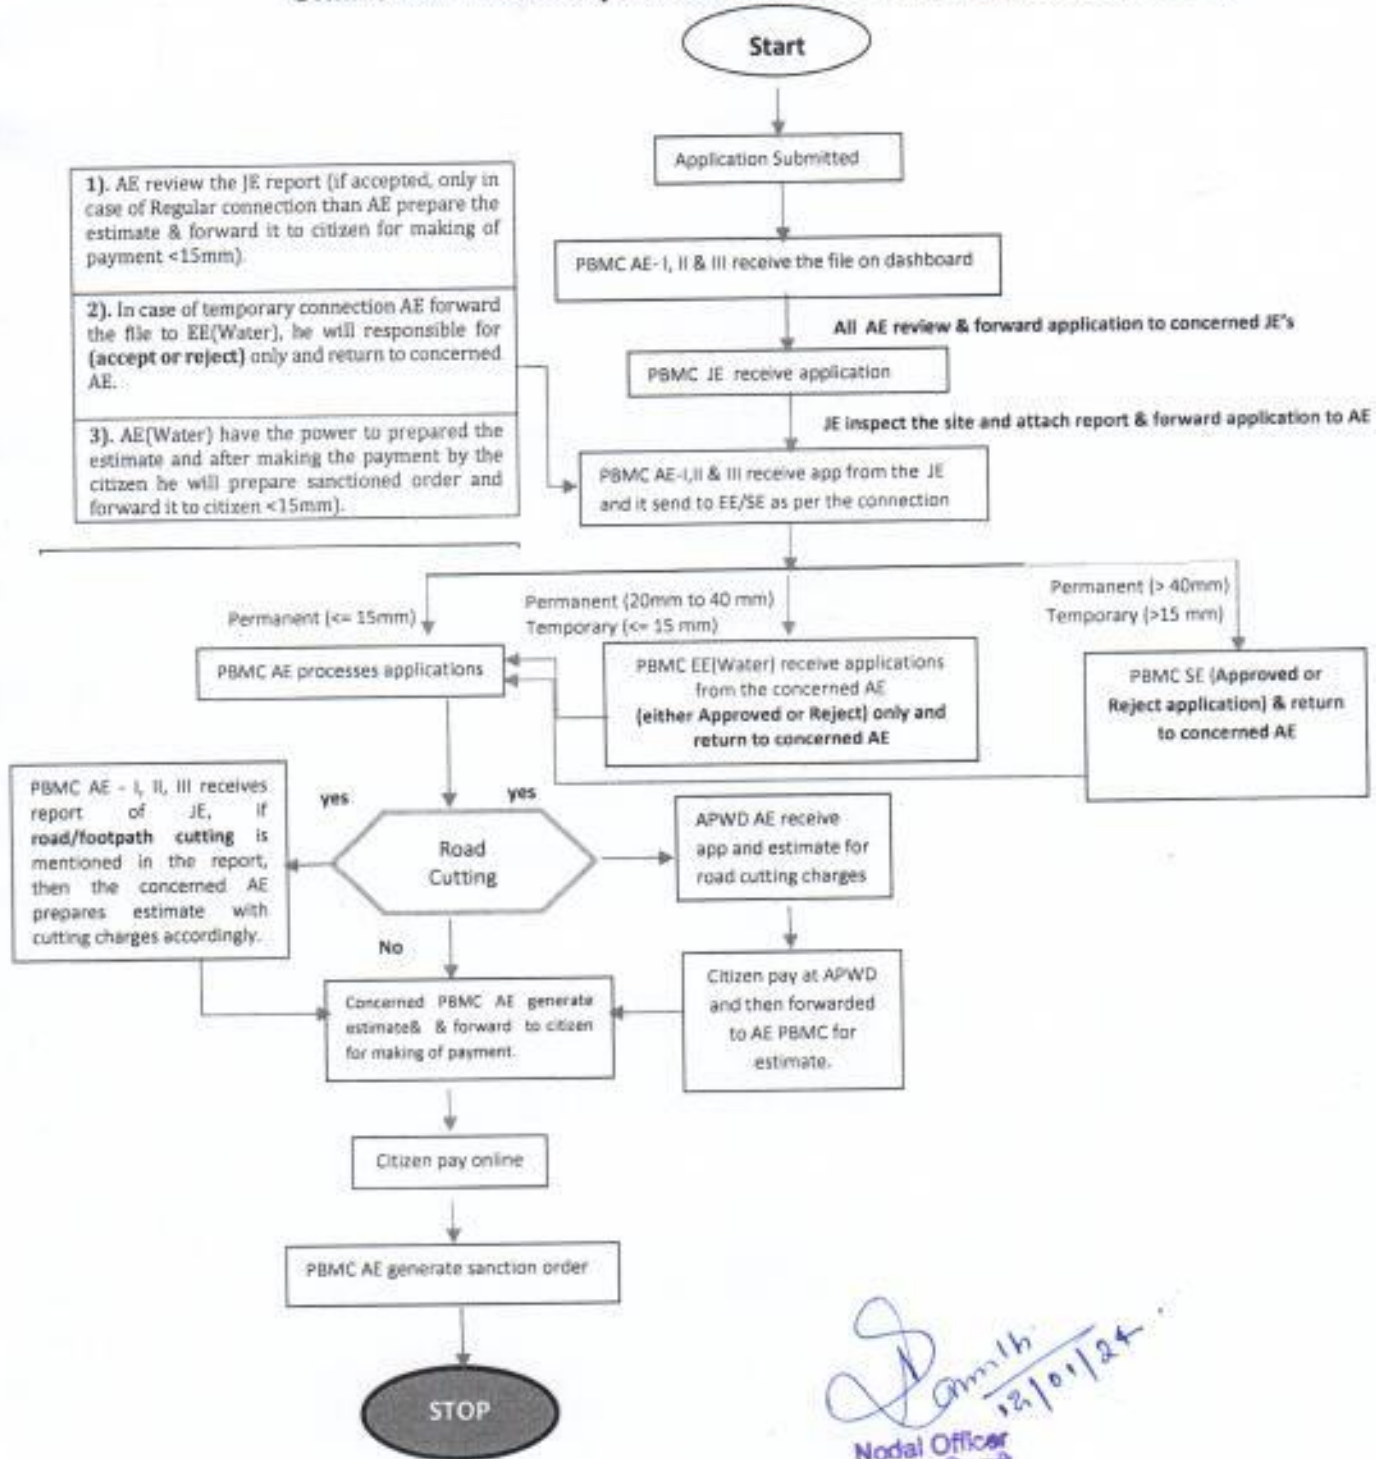 Start
Application Submitted
1). AE review the JE report (if accepted, only in
case of Regular connection than AE prepare the
estimate & forward it to citizen for making of
payment <15mm).
2). In case of temporary connection AE forward
the file to EE(Water), he will responsible for
(accept or reject) only and return to concerned
AE.
3). AE(Water) have the power to prepared the
estimate and after making the payment by the
citizen he will prepare sanctioned order and
forward it to citizen <15mm).
PBMC AE- I, II & III receive the file on dashboard
All AE review & forward application to concerned JE"s
PBMC JE receive application
JE inspect the site and attach report & forward application to AE
PBMC AE-I,II & III receive app from the JE
and it send to EE/SE as per the connection
Permanent (<= 15mm)
Permanent (20mm to 40 mm)
Temporary (<= 15 mm)
Permanent (> 40mm)
Temporary (>15 mm)
PBMC AE processes applications
PBMC EE(Water) receive applications
from the concerned AE
(either Approved or Reject) only and
return to concerned AE
PBMC SE (Approved or
Reject application) & return
to concerned AE
PBMC AE - I, II, III receives
report of JE, if
road/footpath cutting is
mentioned in the report,
then the concerned AE
prepares estimate with
cutting charges accordingly.
yes
yes
Road
Cutting
No
APWD AE receive
app and estimate for
road cutting charges
Citizen pay at APWD
and then forwarded
to AE PBMC for
estimate.
Concerned PBMC AE generate
estimate& & forward to citizen
for making of payment.
Citizen pay online
PBMC AE generate sanction order
STOP
12/01/24
Nodal Officer